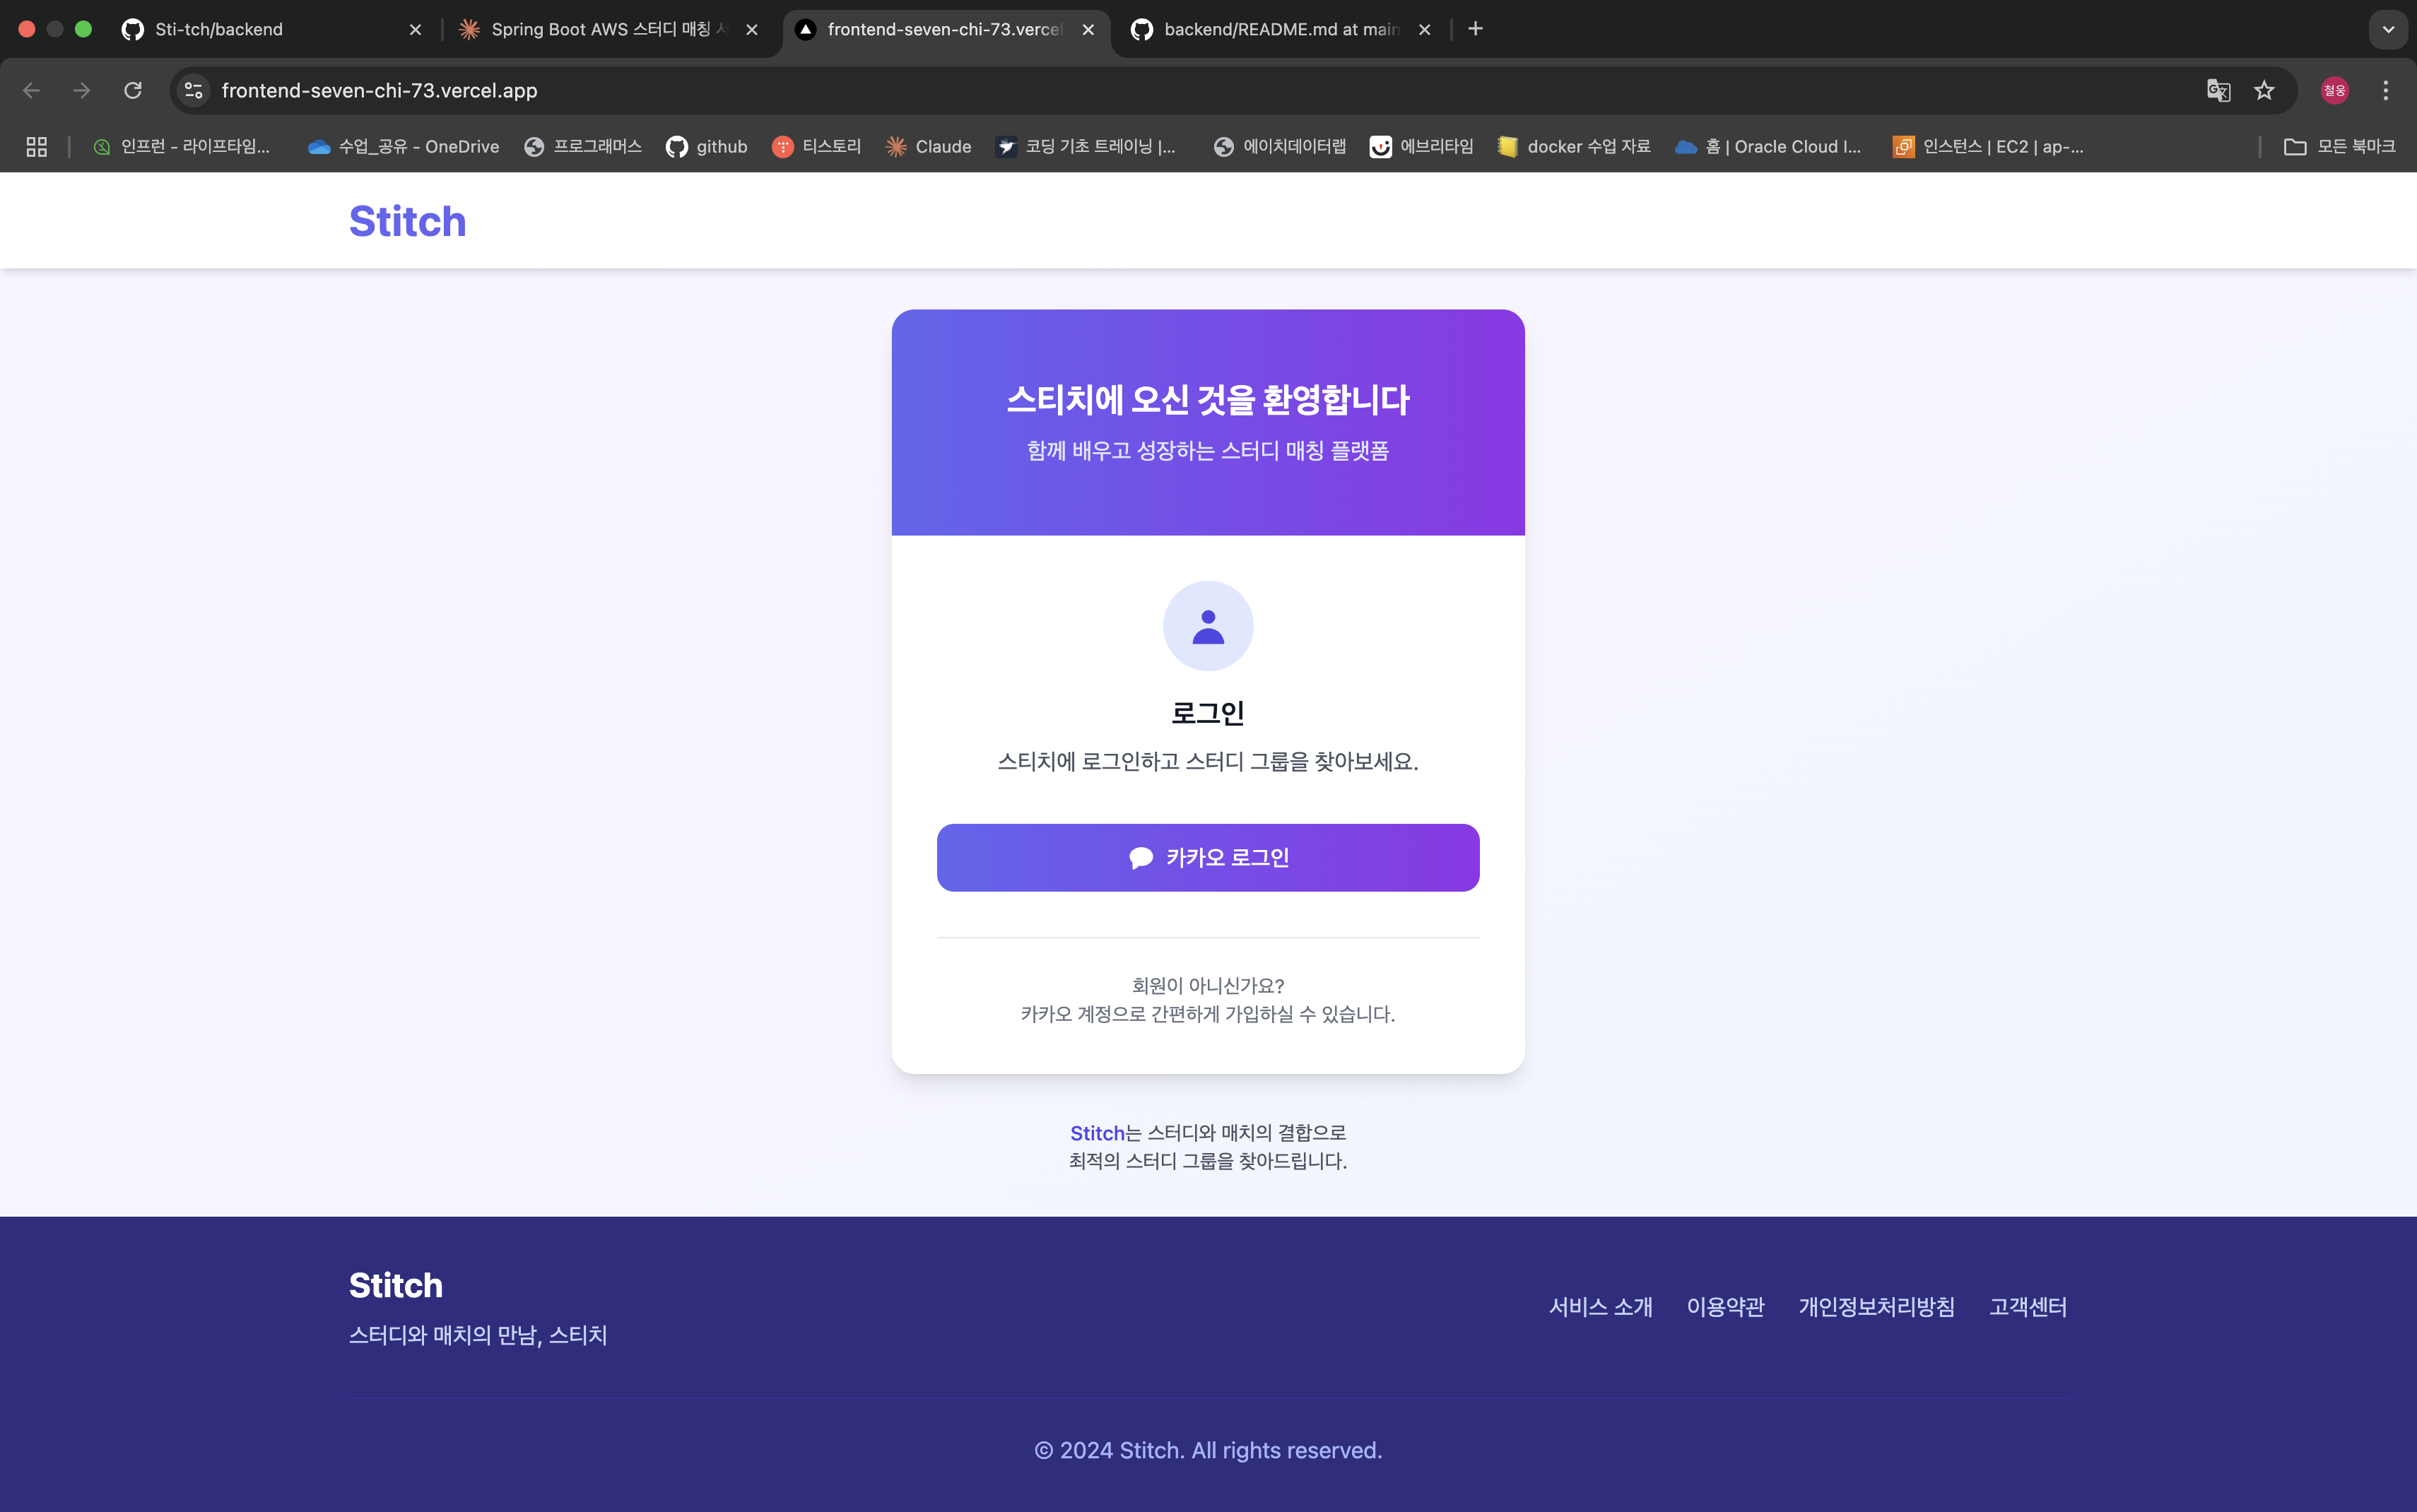 Sti-tch/backend
Spring Boot AWS 스터디 매칭
frontend-seven-chi-73.vercel
backend/README.md at main
frontend-seven-chi-73.vercel.app
철웅
인프런 - 라이프타임...
수업_공유 - OneDrive
프로그래머스
github
티스토리
Claude
코딩 기초 트레이닝 |...
에이치데이터랩
에브리타임
docker 수업 자료
홈 | Oracle Cloud I...
인스턴스 | EC2 | ap-...
모든 북마크
Stitch
스티치에 오신 것을 환영합니다
함께 배우고 성장하는 스터디 매칭 플랫폼
로그인
스티치에 로그인하고 스터디 그룹을 찾아보세요.
카카오 로그인
회원이 아니신가요?
카카오 계정으로 간편하게 가입하실 수 있습니다.
Stitch는 스터디와 매치의 결합으로
최적의 스터디 그룹을 찾아드립니다.
Stitch
스터디와 매치의 만남, 스티치
서비스 소개
이용약관
개인정보처리방침
고객센터
© 2024 Stitch. All rights reserved.